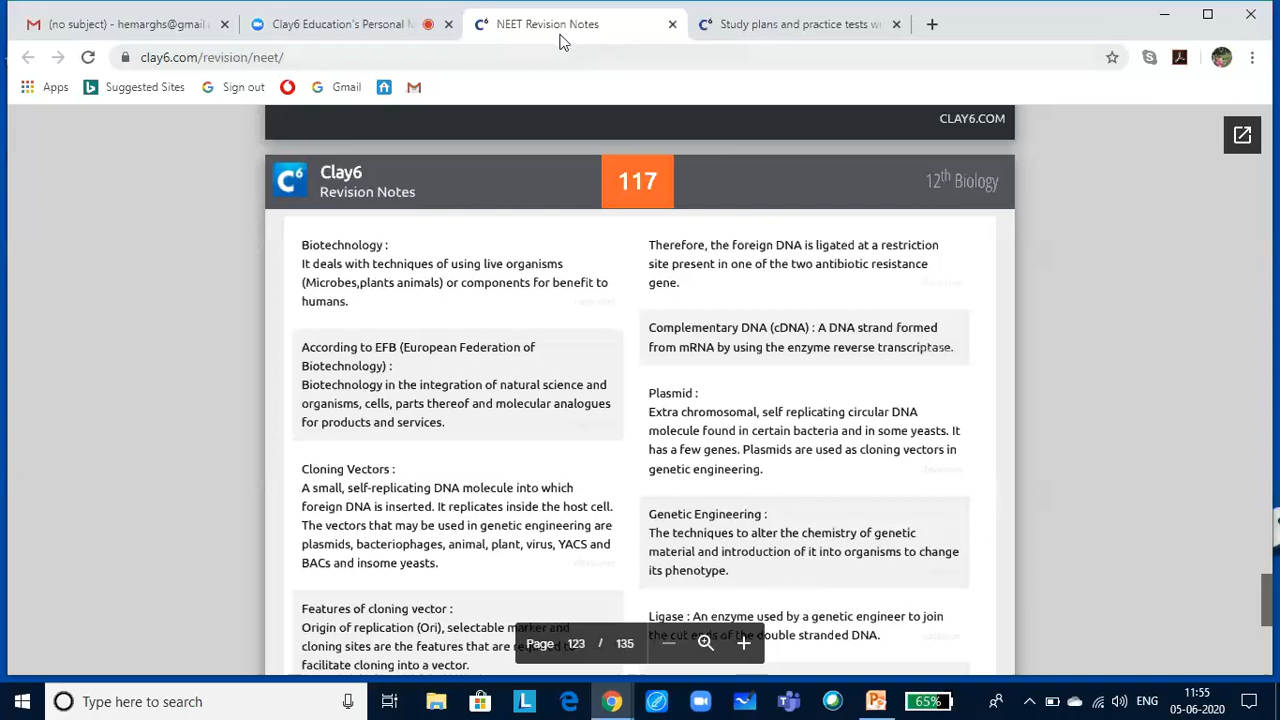 (no subject) - hemarghs@gmail
Clay6 Education's Personal M
NEET Revision Notes
Study plans and practice tests w
clay6.com/revision/neet/
Apps
Suggested Sites
Sign out
Gmail
CLAY6.COM
Clay6
Revision Notes
117
12th Biology
Biotechnology :
It deals with techniques of using live organisms
(Microbes,plants animals) or components for benefit to
humans.
According to EFB (European Federation of
Biotechnology) :
Biotechnology in the integration of natural science and
organisms, cells, parts thereof and molecular analogues
for products and services.
Cloning Vectors :
A small, self-replicating DNA molecule into which
foreign DNA is inserted. It replicates inside the host cell.
The vectors that may be used in genetic engineering are
plasmids, bacteriophages, animal, plant, virus, YACS and
BACs and insome yeasts.
Features of cloning vector :
Origin of replication (Ori), selectable marker and
cloning sites are the features that are required to
facilitate cloning into a vector.
Therefore, the foreign DNA is ligated at a restriction
site present in one of the two antibiotic resistance
gene.
Complementary DNA (cDNA) : A DNA strand formed
from mRNA by using the enzyme reverse transcriptase.
Plasmid :
Extra chromosomal, self replicating circular DNA
molecule found in certain bacteria and in some yeasts. It
has a few genes. Plasmids are used as cloning vectors in
genetic engineering.
Genetic Engineering :
The techniques to alter the chemistry of genetic
material and introduction of it into organisms to change
its phenotype.
Ligase : An enzyme used by a genetic engineer to join
the cut ends of the double stranded DNA.
Page 123 / 135
Type here to search
65%
ENG
11:55
05-06-2020